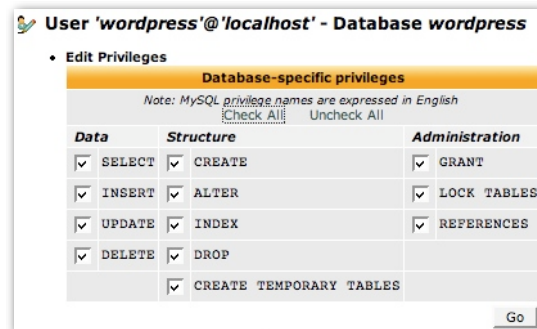 User 'wordpress'@'localhost' - Database wordpress
• Edit Privileges
Database-specific privileges
Note: MySQL privilege names are expressed in English
Check All Uncheck All
Data Structure Administration
SELECT CREATE GRANT
INSERT ALTER LOCK TABLES
UPDATE INDEX REFERENCES
DELETE DROP
CREATE TEMPORARY TABLES
Go